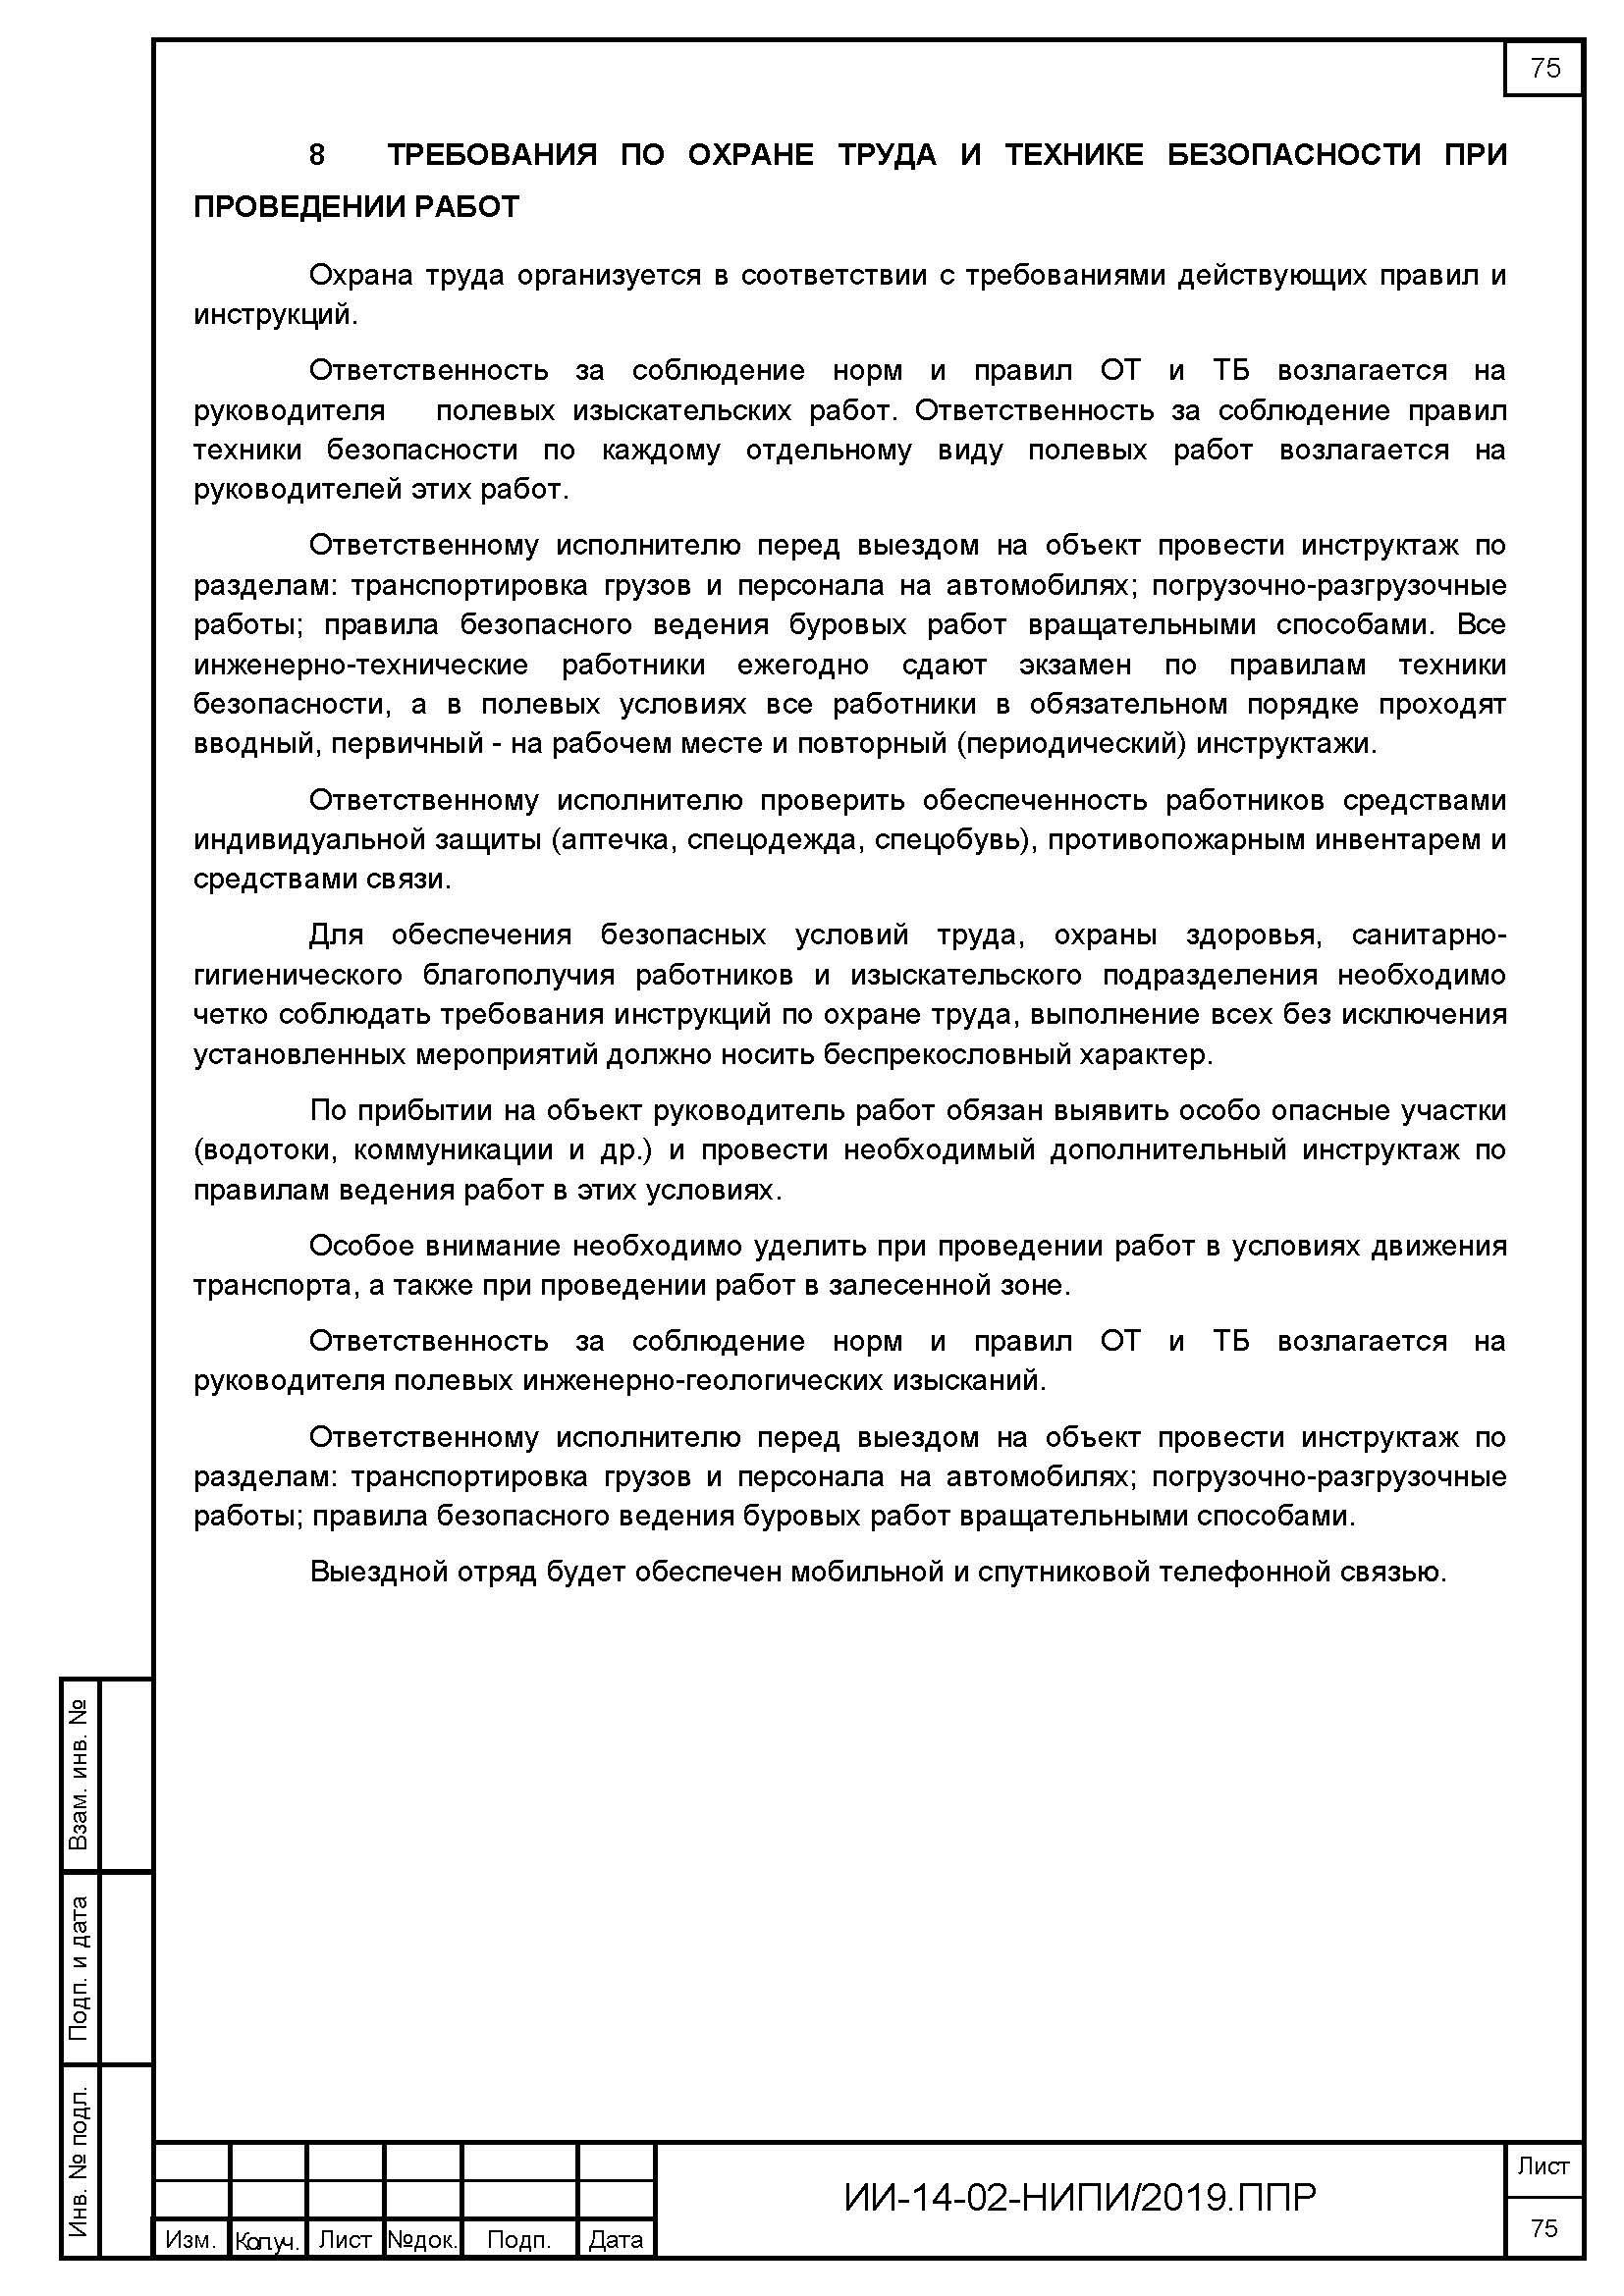 75
8 ТРЕБОВАНИЯ ПО ОХРАНЕ ТРУДА И ТЕХНИКЕ БЕЗОПАСНОСТИ ПРИ
ПРОВЕДЕНИИ РАБОТ
Охрана труда организуется в соответствии с требованиями действующих правил и
инструкций.
Ответственность за соблюдение норм и правил ОТ и ТБ возлагается на
руководителя полевых изыскательских работ. Ответственность за соблюдение правил
техники безопасности по каждому отдельному виду полевых работ возлагается на
руководителей этих работ.
Ответственному исполнителю перед выездом на объект провести инструктаж по
разделам: транспортировка грузов и персонала на автомобилях; погрузочно-разгрузочные
работы; правила безопасного ведения буровых работ вращательными способами. Все
инженерно-технические работники ежегодно сдают экзамен по правилам техники
безопасности, а в полевых условиях все работники в обязательном порядке проходят
вводный, первичный - на рабочем месте и повторный (периодический) инструктажи.
Ответственному исполнителю проверить обеспеченность работников средствами
индивидуальной защиты (аптечка, спецодежда, спецобувь), противопожарным инвентарем и
средствами связи.
Для обеспечения безопасных условий труда, охраны здоровья, санитарно-
гигиенического благополучия работников и изыскательского подразделения необходимо
четко соблюдать требования инструкций по охране труда, выполнение всех без исключения
установленных мероприятий должно носить беспрекословный характер.
По прибытии на объект руководитель работ обязан выявить особо опасные участки
(водотоки, коммуникации и др.) и провести необходимый дополнительный инструктаж по
правилам ведения работ в этих условиях.
Особое внимание необходимо уделить при проведении работ в условиях движения
транспорта, а также при проведении работ в залесенной зоне.
Ответственность за соблюдение норм и правил ОТ и ТБ возлагается на
руководителя полевых инженерно-геологических изысканий.
Ответственному исполнителю перед выездом на объект провести инструктаж по
разделам: транспортировка грузов и персонала на автомобилях; погрузочно-разгрузочные
работы; правила безопасного ведения буровых работ вращательными способами.
Выездной отряд будет обеспечен мобильной и спутниковой телефонной связью.
Взам. инв. №
Подп. и дата
Инв. № подл.
Изм. Кол.уч. Лист №док. Подп. Дата
ИИ-14-02-НИПИ/2019.ППР
Лист
75